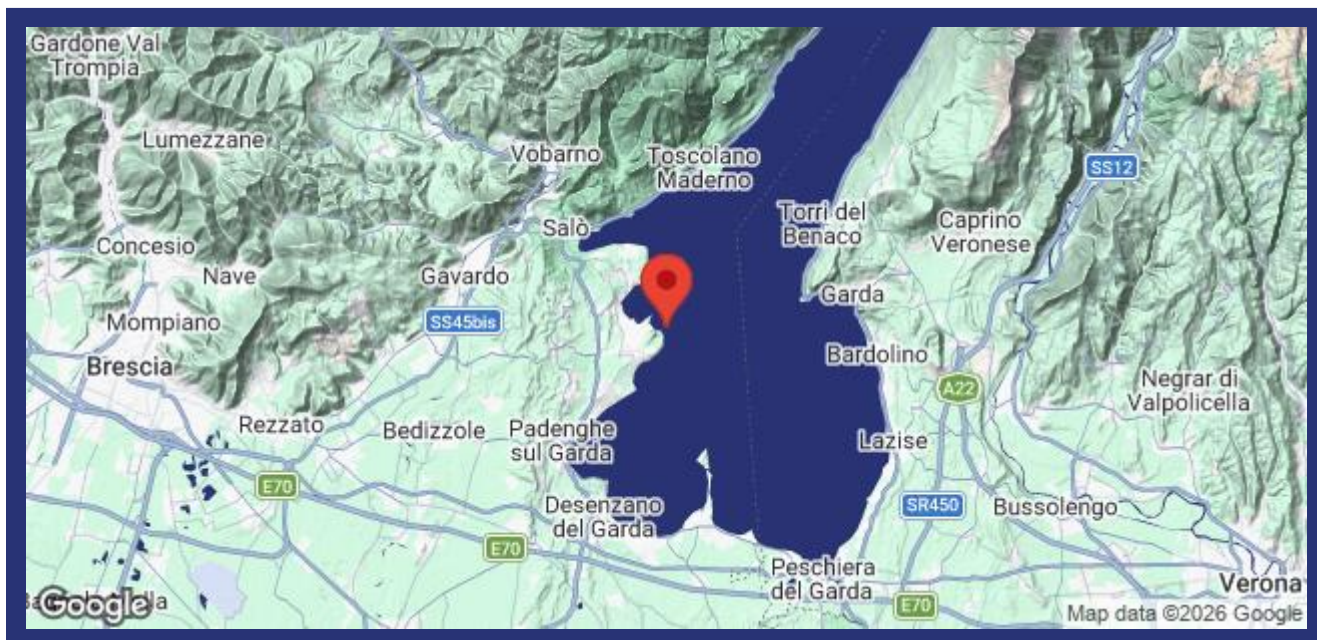 Gardone Val
Trompia
Lumezzane
Vobarno
Toscolano
Maderno
SS12
Salò
Torri del
Benaco
Caprino
Veronese
Concesio
Nave
Gavardo
Garda
Mompiano
SS45bis
Bardolino
Brescia
A22
Negrar di
Valpolicella
Rezzato
Bedizzole
Padenghe
sul Garda
Lazise
E70
Desenzano
del Garda
SR450
Bussolengo
E70
Peschiera
del Garda
Verona
E70
Google
Map data ©2026 Google